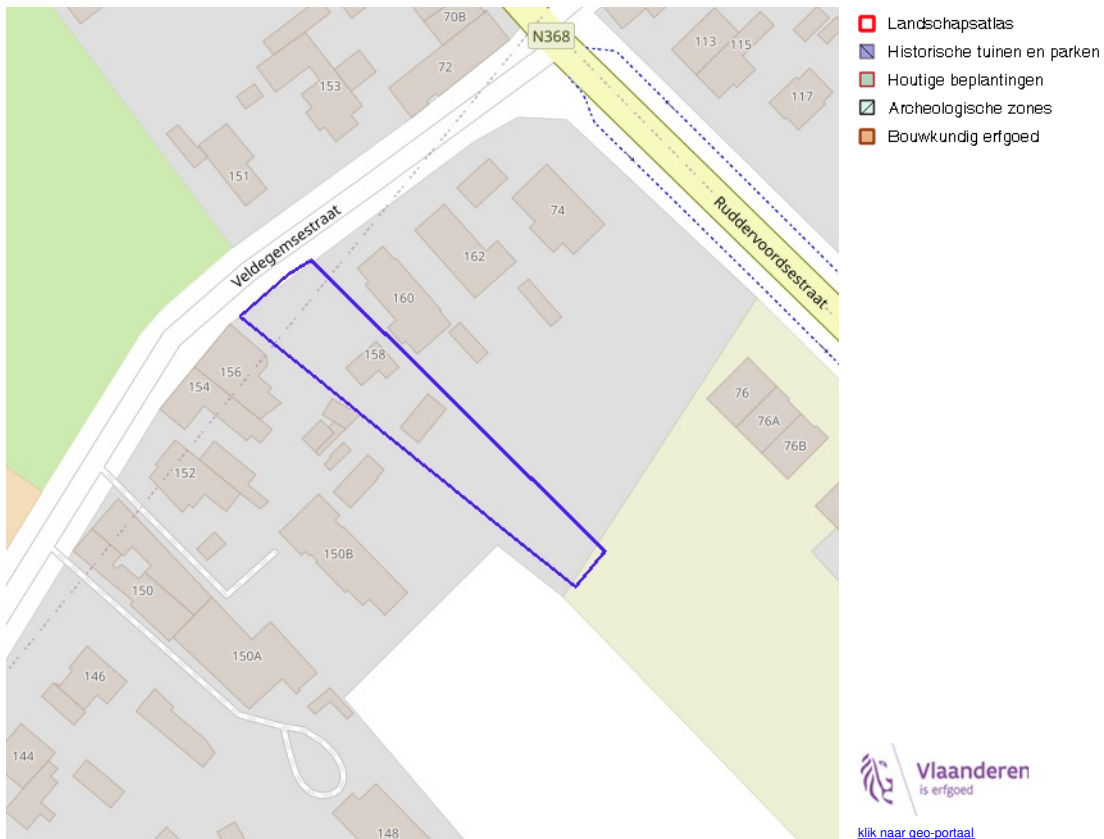 70B
N368
113
115
72
153
117
151
Veldegemsestraat
Ruddervoordsestraat
74
162
160
158
156
154
76
76A
76B
152
150B
150
150A
146
144
148
Landschapsatlas
Historische tuinen en parken
Houtige beplantingen
Archeologische zones
Bouwkundig erfgoed
Vlaanderen
is erfgoed
klik naar geo-portaal